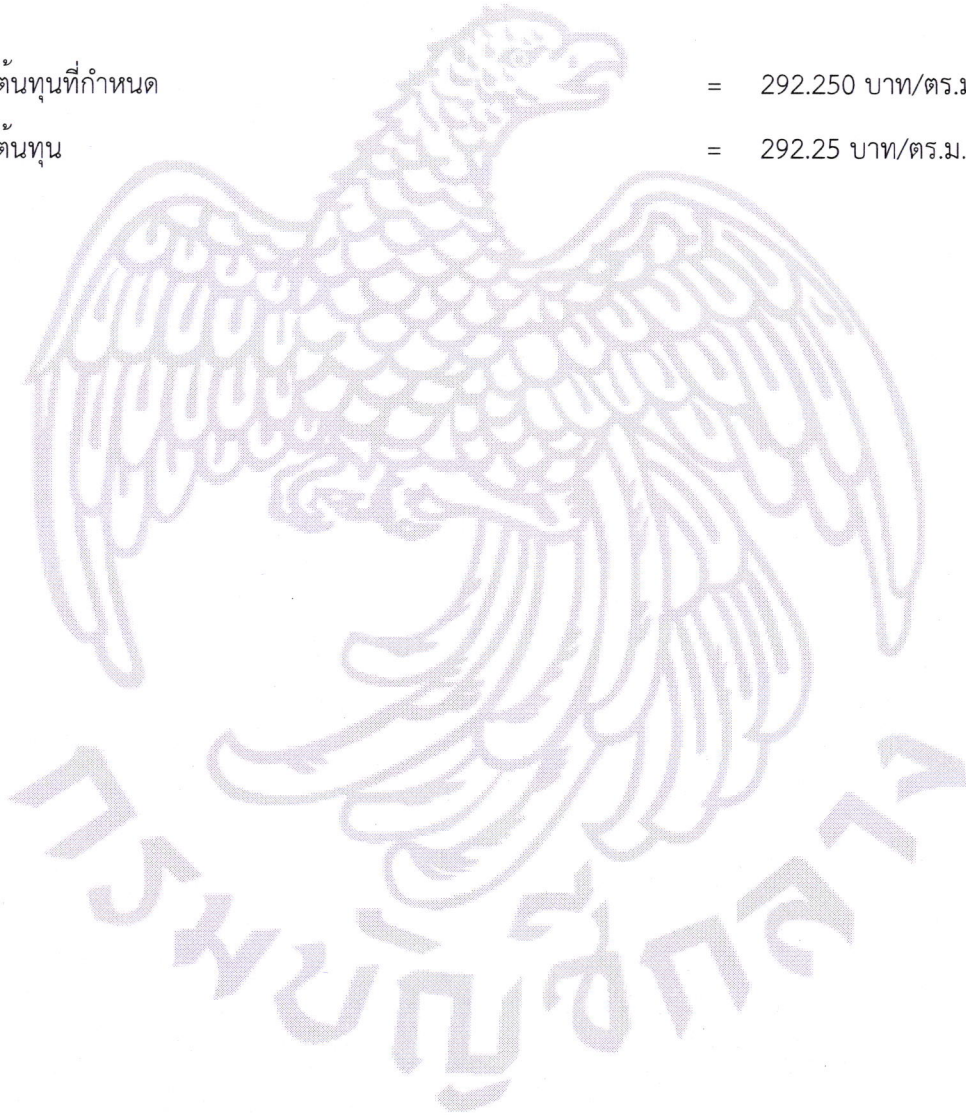 ต้นทุนที่กำหนด = 292.250 บาท/ตร.ม
ต้นทุน = 292.25 บาท/ตร.ม.
กรมบัญชีกลาง